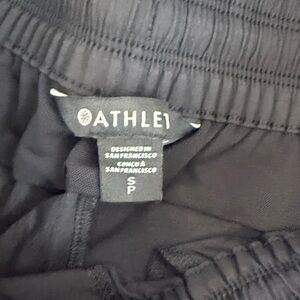 ATHLET
DESIGNED IN
SAN FRANCISCO
CONÇU À
SAN FRANCISCO
S
P